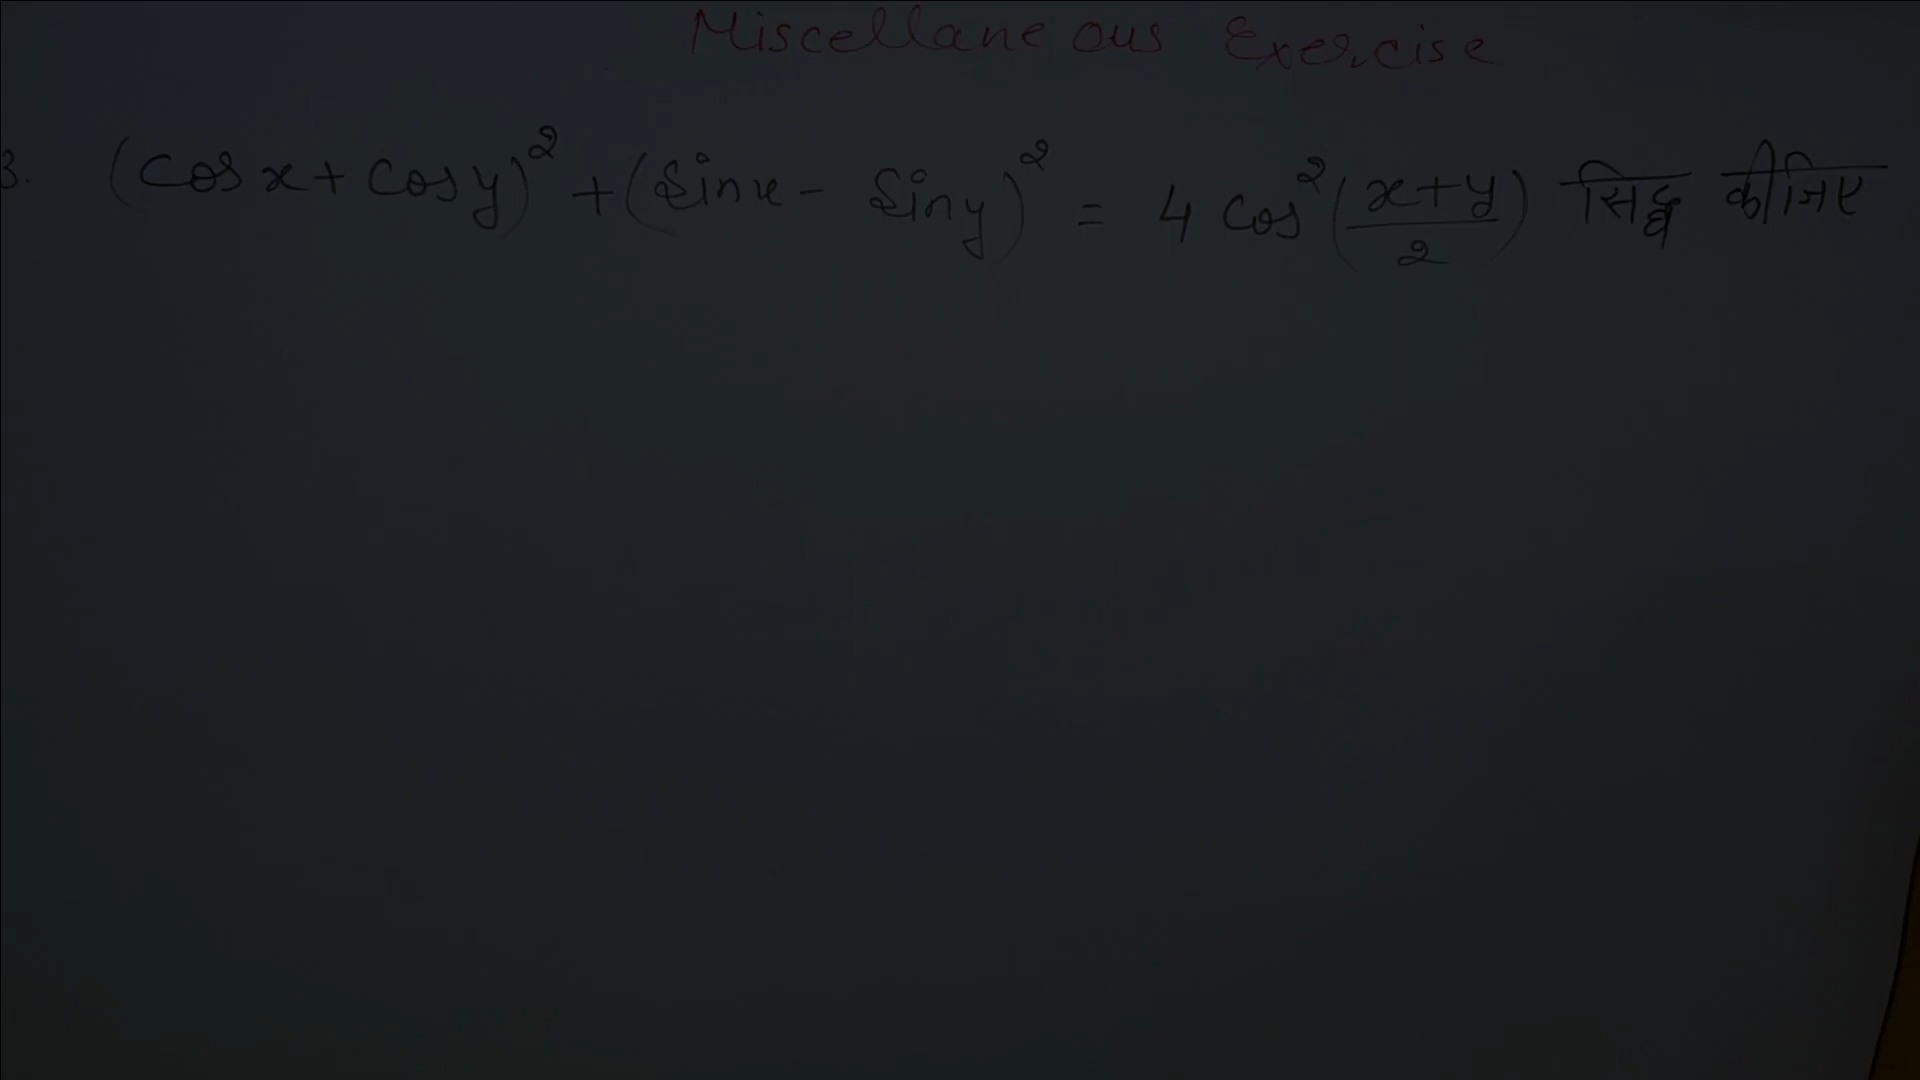 Miscellaneous Exercise
3. (cos x + cos y)² + (sin x - sin y)² = 4 cos² (x+y/2) सिद्ध कीजिए